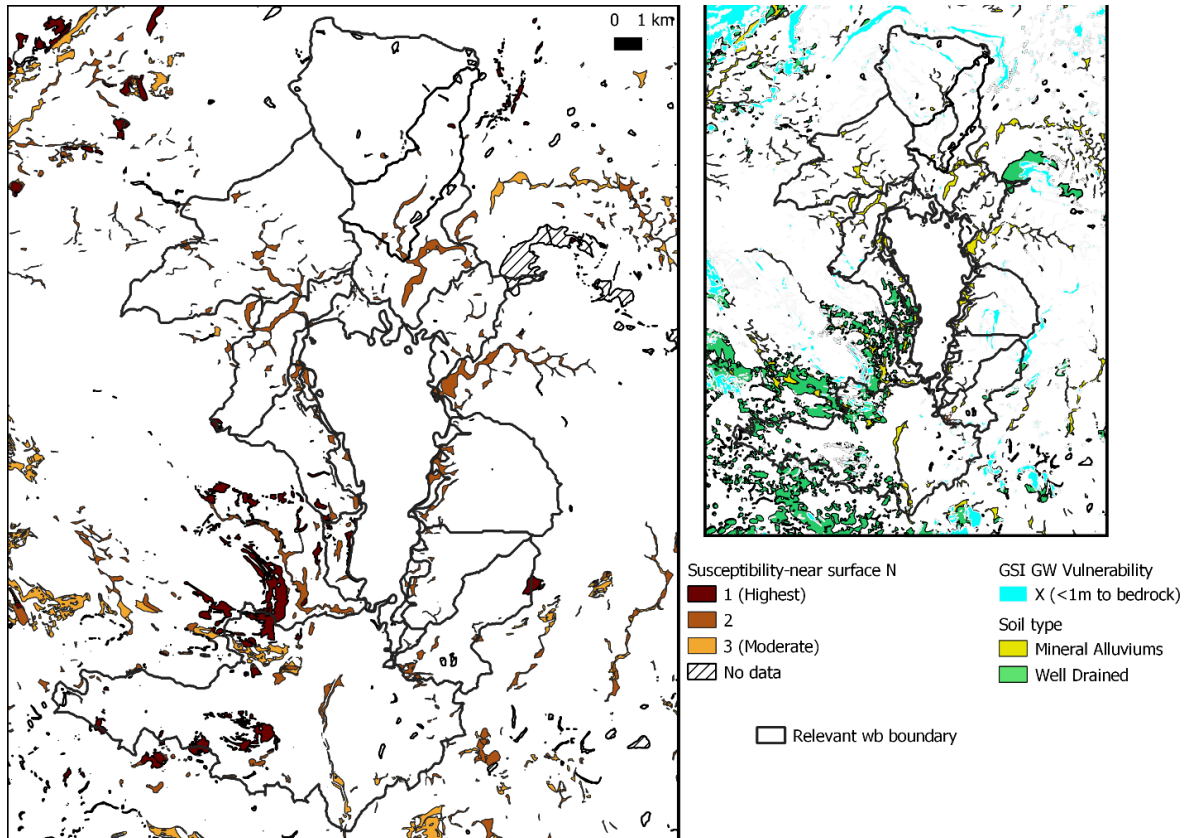 0 1 km
Susceptibility-near surface N
1 (Highest)
2
3 (Moderate)
No data
GSI GW Vulnerability
X (<1m to bedrock)
Soil type
Mineral Alluviums
Well Drained
Relevant wb boundary